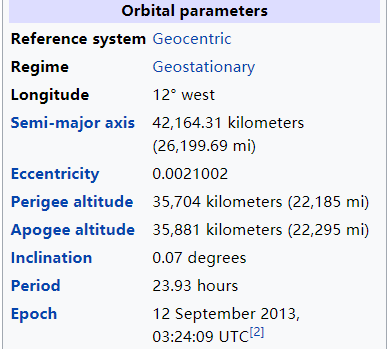 Orbital parameters
Reference system Geocentric
Regime Geostationary
Longitude 12° west
Semi-major axis 42,164.31 kilometers
(26,199.69 mi)
Eccentricity 0.0021002
Perigee altitude 35,704 kilometers (22,185 mi)
Apogee altitude 35,881 kilometers (22,295 mi)
Inclination 0.07 degrees
Period 23.93 hours
Epoch 12 September 2013,
03:24:09 UTC[2]